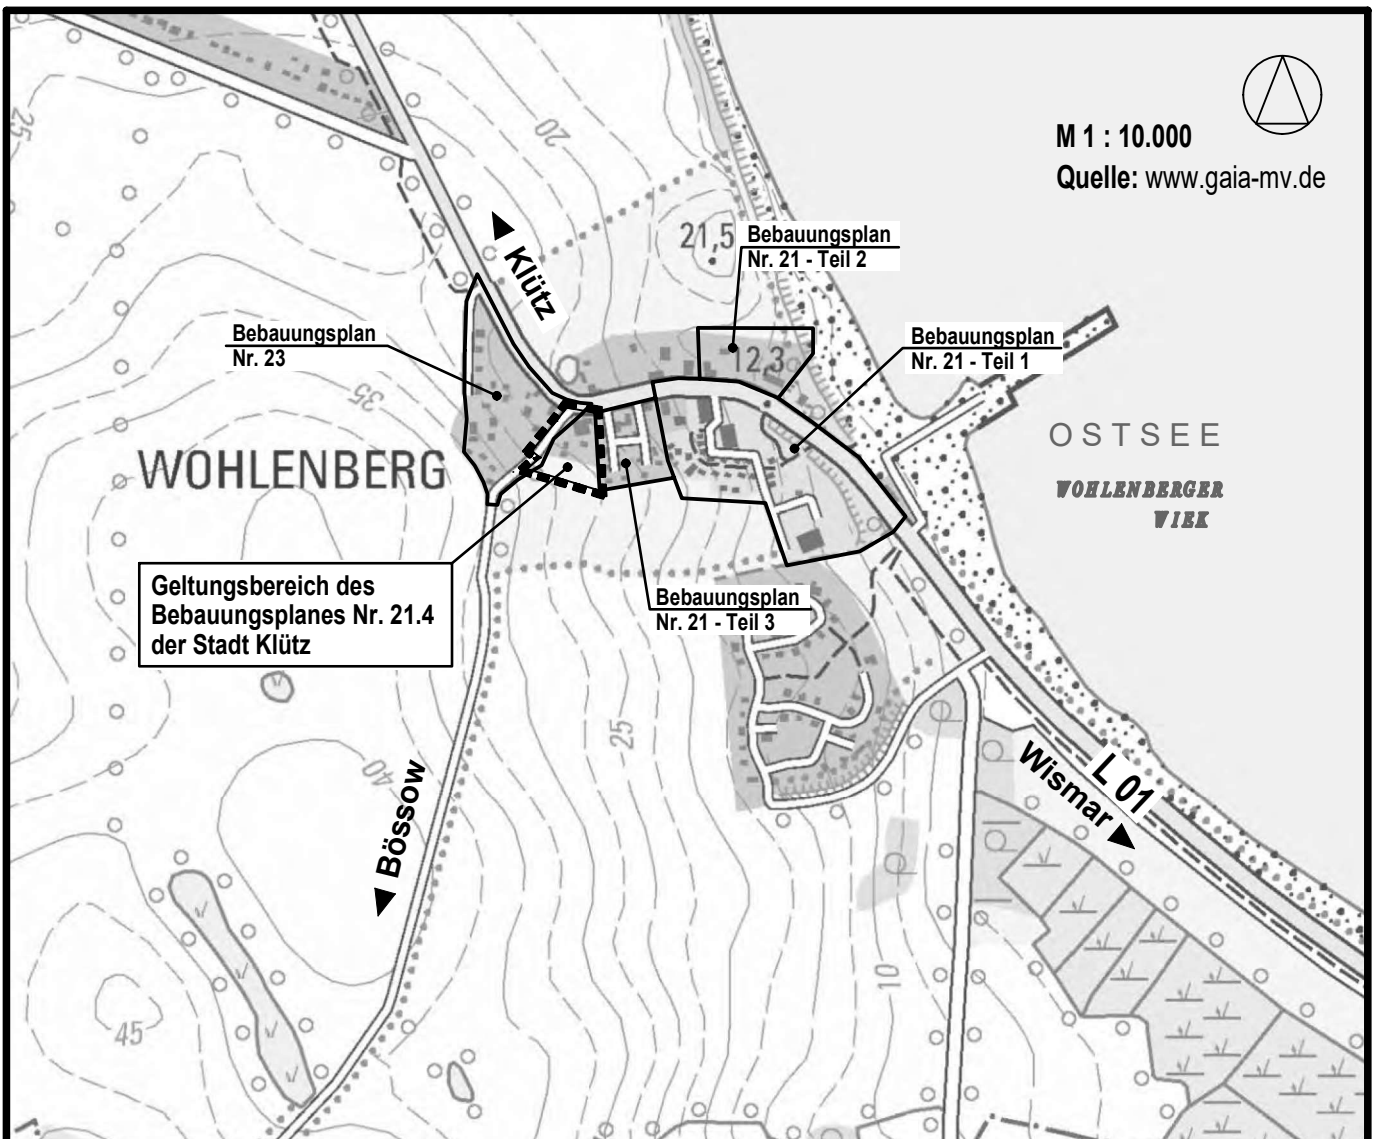 25
20
M 1 : 10.000
Quelle: www.gaia-mv.de
21,5
Bebauungsplan
Nr. 21 - Teil 2
Klütz
Bebauungsplan
Nr. 23
Bebauungsplan
Nr. 21 - Teil 1
12,3
35
OSTSEE
WOHLENBERG
WOHLENBERGER
WIEK
Geltungsbereich des
Bebauungsplanes Nr. 21.4
der Stadt Klütz
Bebauungsplan
Nr. 21 - Teil 3
25
40
Bössow
L 01
Wismar
10
45